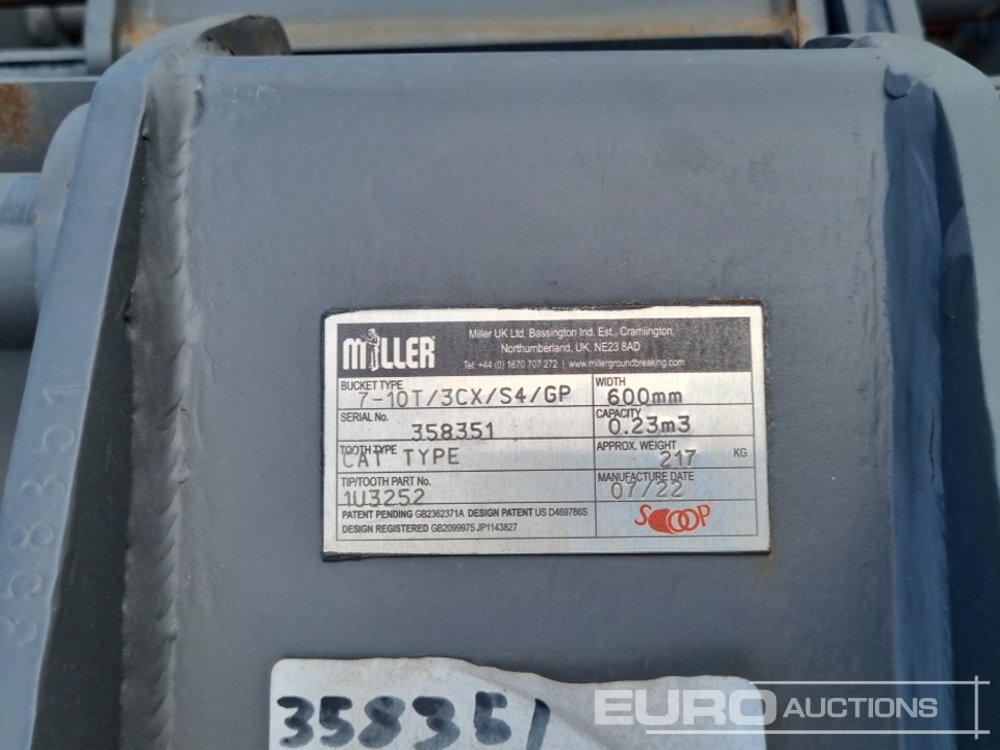 MILLER
Miller UK Ltd, Bassington Ind. Est., Cramlington,
Northumberland, UK. NE23 8AD
Tel: +44 (0) 1670 707 272 | www.millergroundbreaking.com
BUCKET TYPE
7-10T/3CX/S4/GP
WIDTH
600mm
SERIAL No.
358351
CAPACITY
0.23m3
TOOTH TYPE
CAT TYPE
APPROX. WEIGHT
217 KG
TIP/TOOTH PART No.
1U3252
MANUFACTURE DATE
07/22
PATENT PENDING GB2362371A DESIGN PATENT US D469786S
DESIGN REGISTERED GB2099975 JP1143827
SCOOP
358351
358351
EURO AUCTIONS